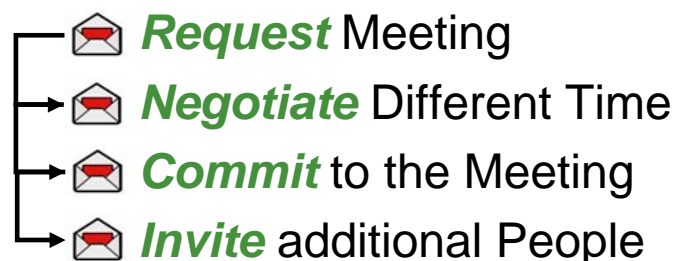 Request Meeting
Negotiate Different Time
Commit to the Meeting
Invite additional People